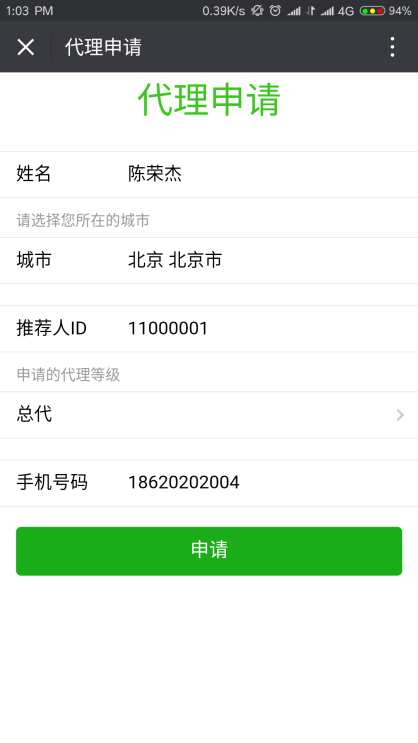 1:03 PM 0.39K/s 4G 94%
代理申请
代理申请
姓名 陈荣杰
请选择您所在的城市
城市 北京 北京市
推荐人ID 11000001
申请的代理等级
总代
手机号码 18620202004
申请